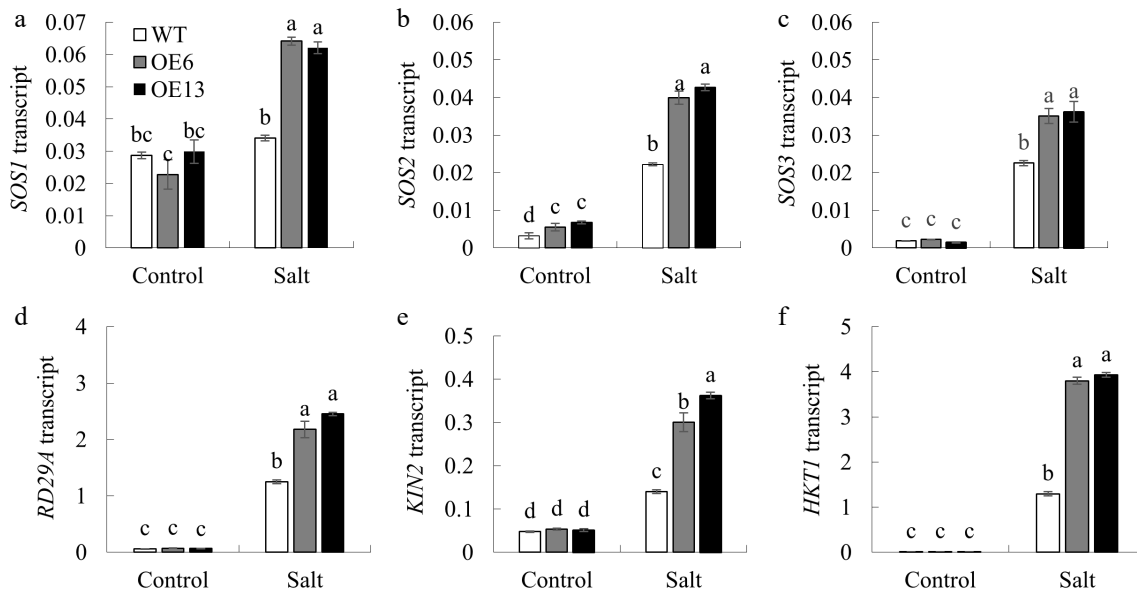 a
SOS1 transcript
0.07
0.06
0.05
0.04
0.03
0.02
0.01
0
WT
OE6
OE13
bc
c
bc
b
a
a
Control
Salt
b
SOS2 transcript
0.06
0.05
0.04
0.03
0.02
0.01
0
d
c
c
b
a
a
Control
Salt
c
SOS3 transcript
0.06
0.05
0.04
0.03
0.02
0.01
0
c
c
c
b
a
a
Control
Salt
d
RD29A transcript
4
3
2
1
0
c
c
c
b
a
a
Control
Salt
e
KIN2 transcript
0.5
0.4
0.3
0.2
0.1
0
d
d
d
c
b
a
Control
Salt
f
HKT1 transcript
5
4
3
2
1
0
c
c
c
b
a
a
Control
Salt